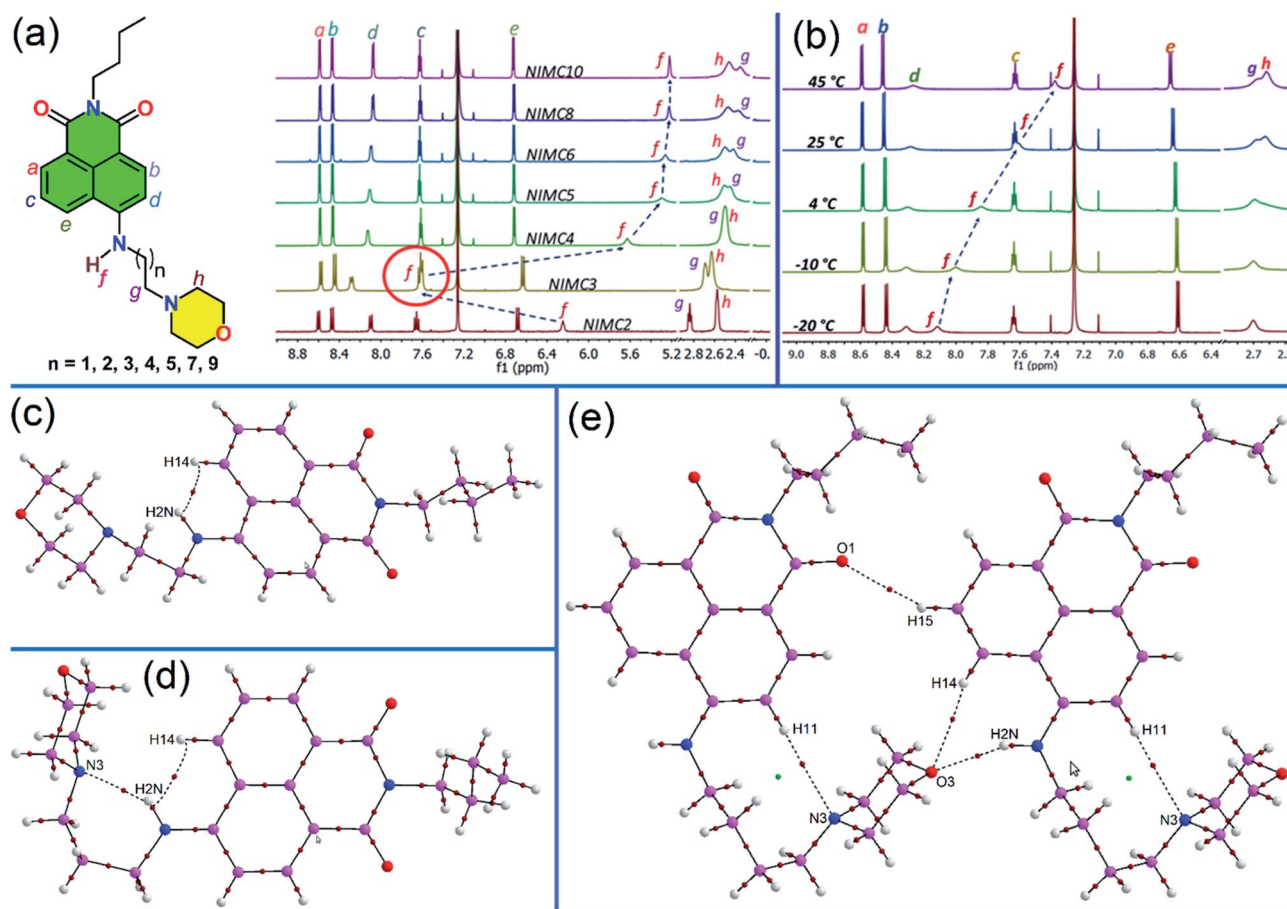 (a)
O N O
a b
c d
e
N
H
f
( )n
g
N h
O
n = 1, 2, 3, 4, 5, 7, 9
a b d c e
f h g
NIMC10
f h g
NIMC8
f h g
NIMC6
f h g
NIMC5
f g h
NIMC4
f g h
NIMC3
f g h
NIMC2
8.8 8.4 8.0 7.6 7.2 6.8 6.4 6.0 5.6 5.2 2.8 2.6 2.4 -0.
f1 (ppm)
(b)
a b d c f e g h
45 °C
f
25 °C
f
4 °C
f
-10 °C
f
-20 °C
9.0 8.8 8.6 8.4 8.2 8.0 7.8 7.6 7.4 7.2 7.0 6.8 6.6 6.4 2.7 2.
f1 (ppm)
(c)
H14
H2N
(d)
H14
N3
H2N
(e)
O1
H15
H14
H11
H2N
H11
O3
N3
N3